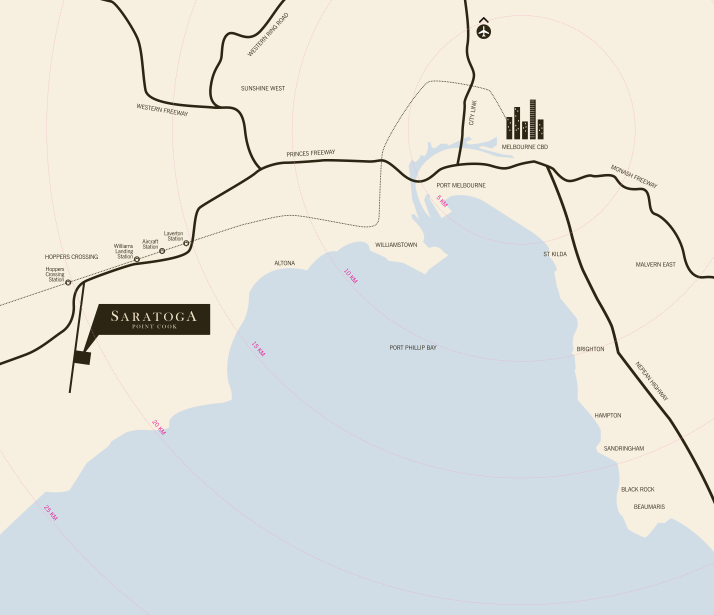 WESTERN RING ROAD
SUNSHINE WEST
WESTERN FREEWAY
CITY LINK
MELBOURNE CBD
PRINCES FREEWAY
MONASH FREEWAY
PORT MELBOURNE
5 KM
Laverton
Station
Aircraft
Station
Williams
Landing
Station
WILLIAMSTOWN
ST KILDA
HOPPERS CROSSING
Hoppers
Crossing
Station
ALTONA
MALVERN EAST
10 KM
SARATOGA
POINT COOK
15 KM
PORT PHILLIP BAY
BRIGHTON
NEPEAN HIGHWAY
HAMPTON
20 KM
SANDRINGHAM
BLACK ROCK
BEAUMARIS
25 KM